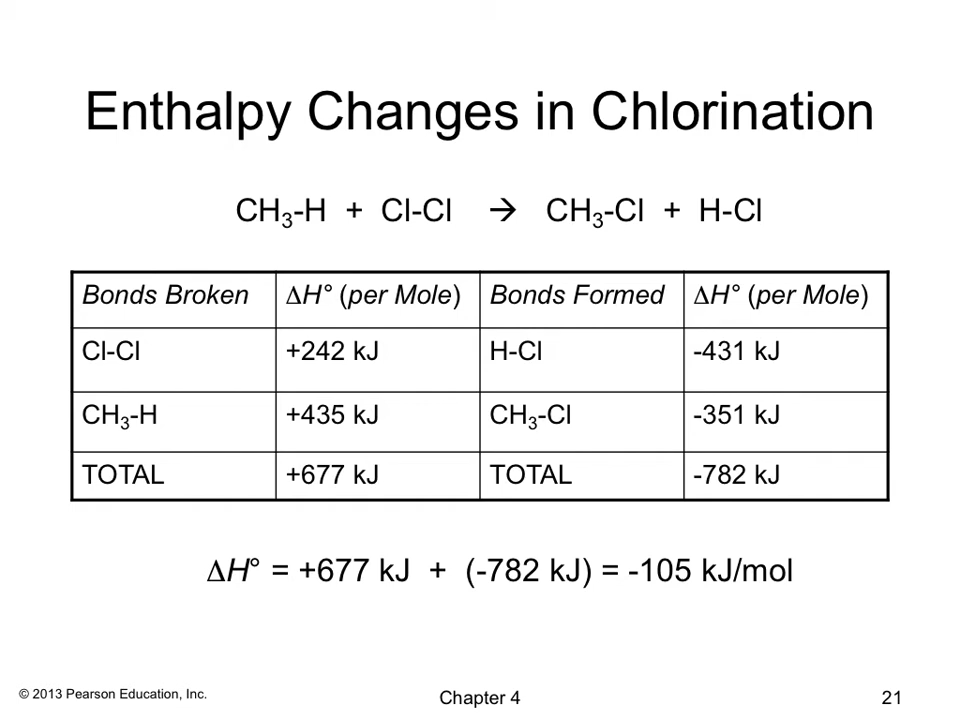 Enthalpy Changes in Chlorination
CH₃-H + Cl-Cl → CH₃-Cl + H-Cl
Bonds Broken ΔH° (per Mole) Bonds Formed ΔH° (per Mole)
Cl-Cl +242 kJ H-Cl -431 kJ
CH₃-H +435 kJ CH₃-Cl -351 kJ
TOTAL +677 kJ TOTAL -782 kJ
ΔH° = +677 kJ + (-782 kJ) = -105 kJ/mol
© 2013 Pearson Education, Inc. Chapter 4 21